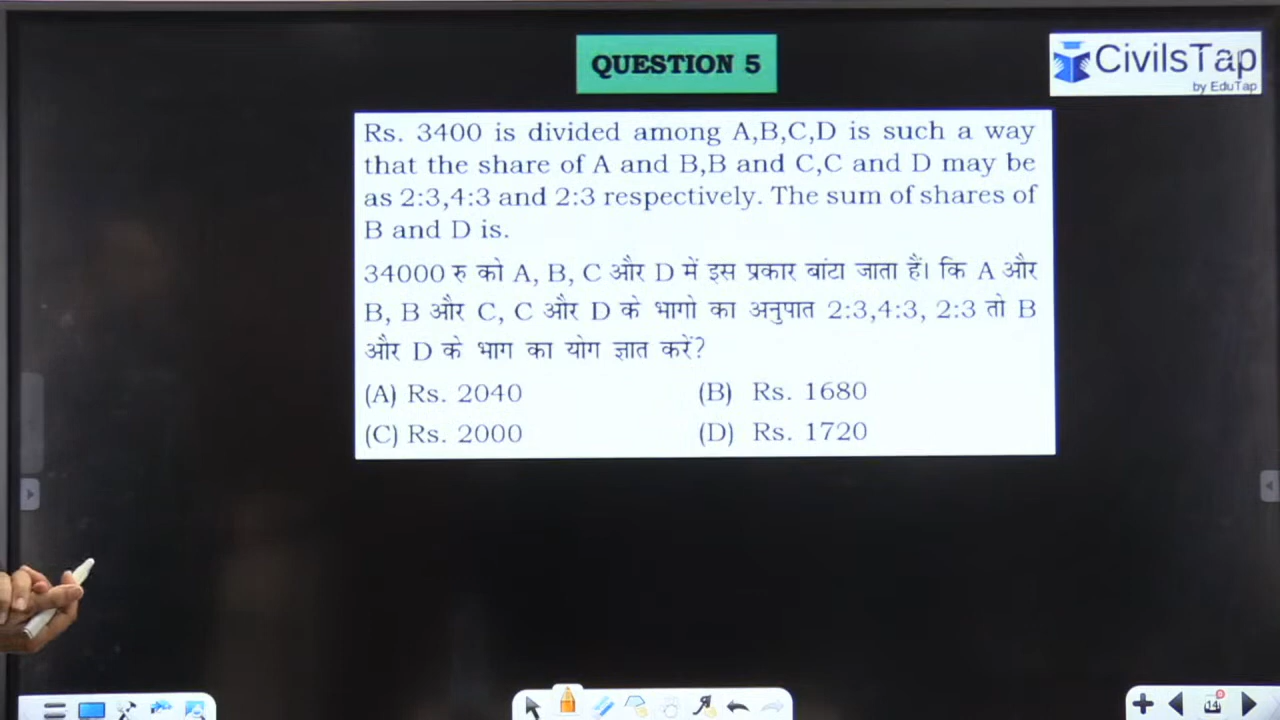 QUESTION 5
CivilsTap
by EduTap
Rs. 3400 is divided among A,B,C,D is such a way
that the share of A and B,B and C,C and D may be
as 2:3,4:3 and 2:3 respectively. The sum of shares of
B and D is.
34000 रु को A, B, C और D में इस प्रकार बांटा जाता हैं। कि A और
B, B और C, C और D के भागो का अनुपात 2:3,4:3, 2:3 तो B
और D के भाग का योग ज्ञात करें?
(A) Rs. 2040 (B) Rs. 1680
(C) Rs. 2000 (D) Rs. 1720
14